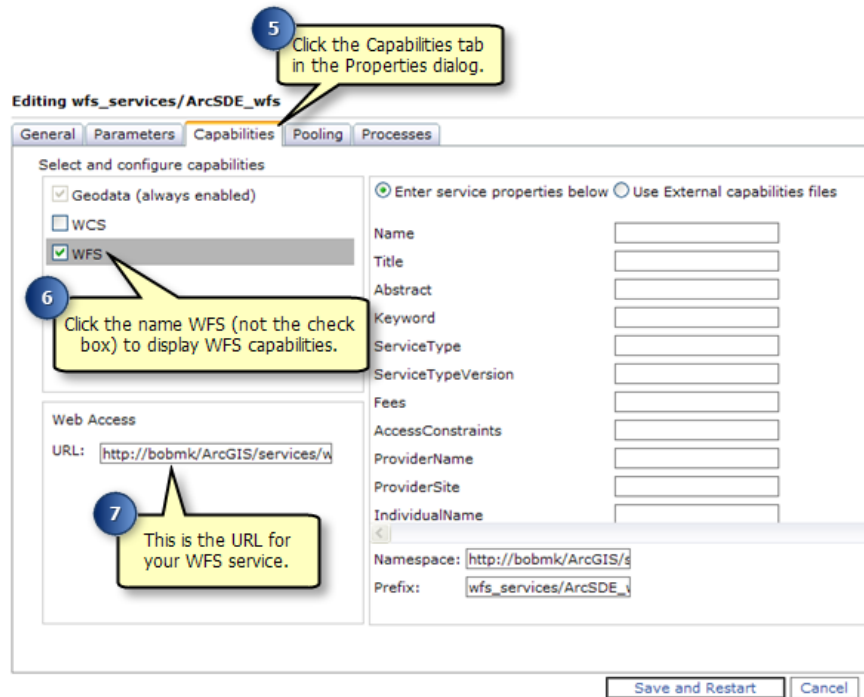 5
Click the Capabilities tab
in the Properties dialog.
Editing wfs_services/ArcSDE_wfs
General Parameters Capabilities Pooling Processes
Select and configure capabilities
Geodata (always enabled)
WCS
WFS
6
Click the name WFS (not the check
box) to display WFS capabilities.
Web Access
URL: http://bobmk/ArcGIS/services/w
7
This is the URL for
your WFS service.
Enter service properties below Use External capabilities files
Name
Title
Abstract
Keyword
ServiceType
ServiceTypeVersion
Fees
AccessConstraints
ProviderName
ProviderSite
IndividualName
Namespace: http://bobmk/ArcGIS/s
Prefix: wfs_services/ArcSDE_w
Save and Restart Cancel